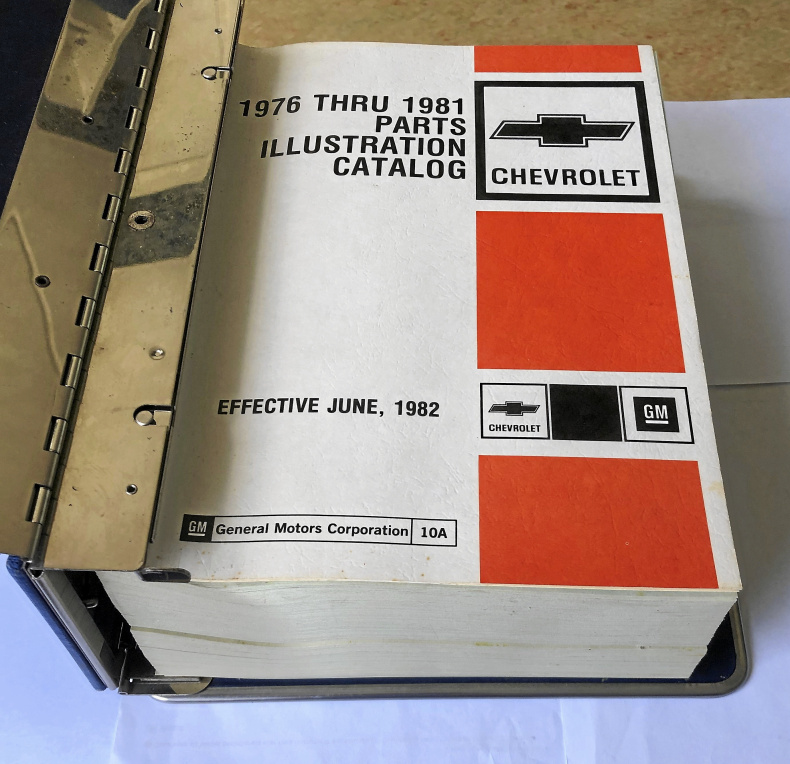 1976 THRU 1981
PARTS
ILLUSTRATION
CATALOG
CHEVROLET
EFFECTIVE JUNE, 1982
CHEVROLET
GM
GM General Motors Corporation 10A